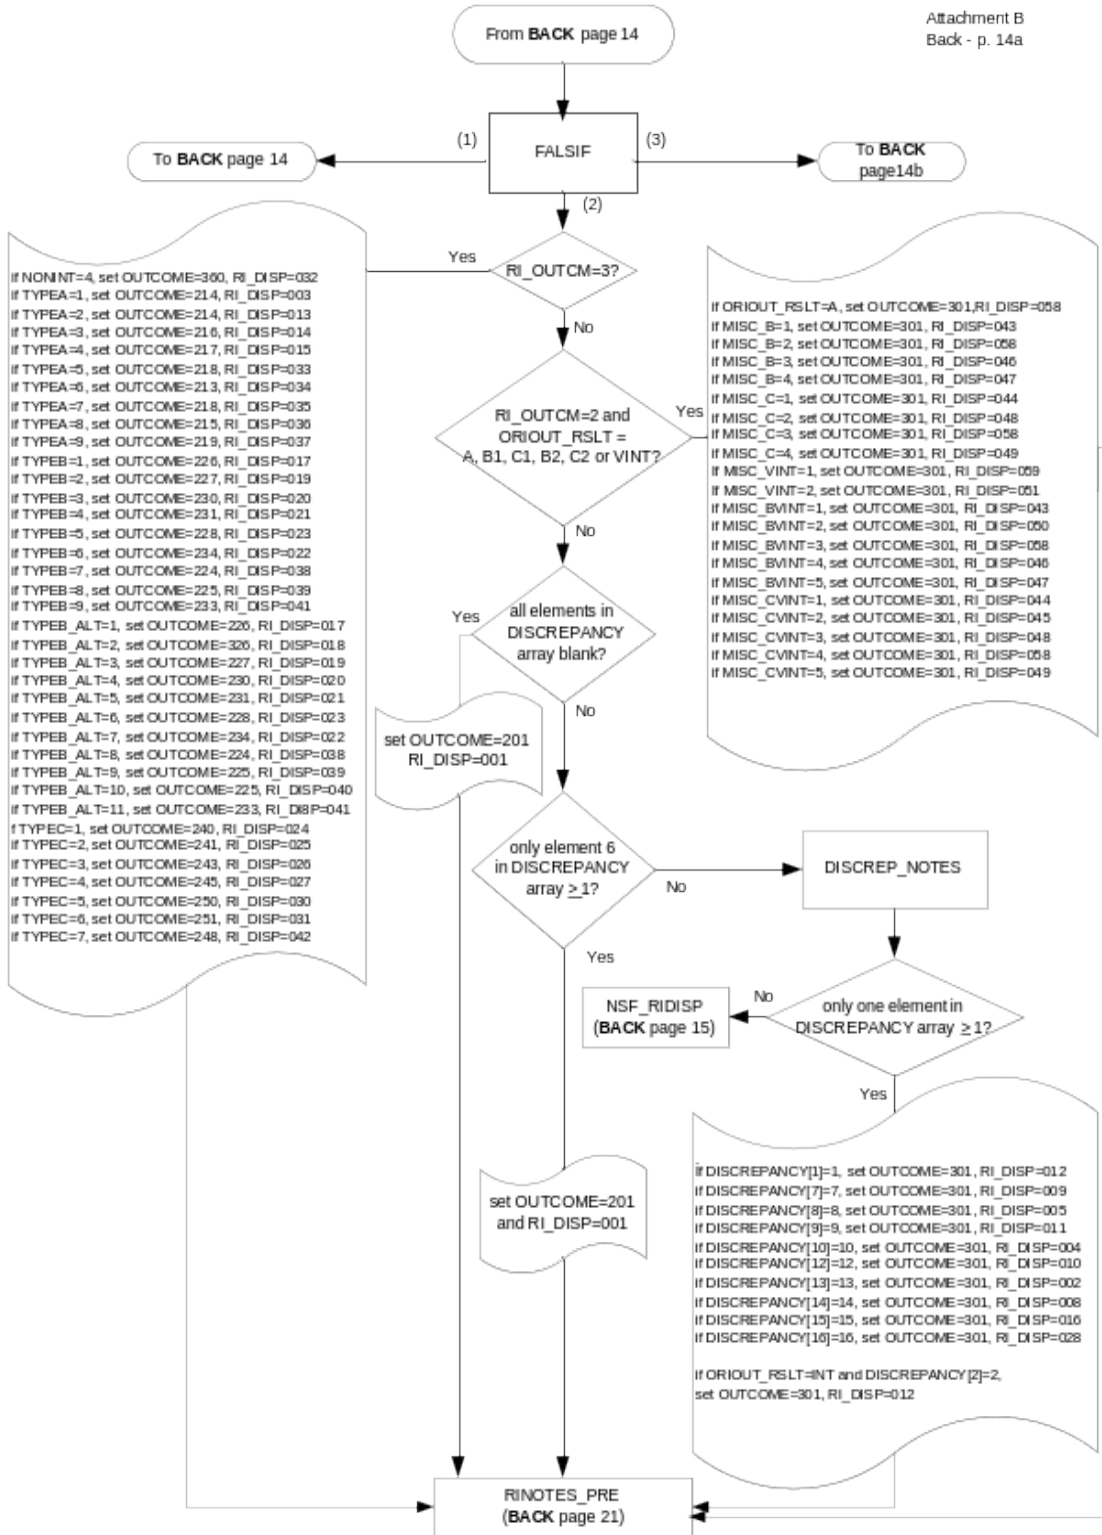 Attachment B
Back - p. 14a
From BACK page 14
(1)
FALSIF
(3)
To BACK page 14
To BACK
page14b
(2)
Yes
RI_OUTCM=3?
No
if NONINT=4, set OUTCOME=360, RI_DISP=032
if TYPEA=1, set OUTCOME=214, RI_DISP=003
if TYPEA=2, set OUTCOME=214, RI_DISP=013
if TYPEA=3, set OUTCOME=216, RI_DISP=014
if TYPEA=4, set OUTCOME=217, RI_DISP=015
if TYPEA=5, set OUTCOME=218, RI_DISP=033
if TYPEA=6, set OUTCOME=213, RI_DISP=034
if TYPEA=7, set OUTCOME=218, RI_DISP=035
if TYPEA=8, set OUTCOME=215, RI_DISP=036
if TYPEA=9, set OUTCOME=219, RI_DISP=037
if TYPEB=1, set OUTCOME=226, RI_DISP=017
if TYPEB=2, set OUTCOME=227, RI_DISP=019
if TYPEB=3, set OUTCOME=230, RI_DISP=020
if TYPEB=4, set OUTCOME=231, RI_DISP=021
if TYPEB=5, set OUTCOME=228, RI_DISP=023
if TYPEB=6, set OUTCOME=234, RI_DISP=022
if TYPEB=7, set OUTCOME=224, RI_DISP=038
if TYPEB=8, set OUTCOME=225, RI_DISP=039
if TYPEB=9, set OUTCOME=233, RI_DISP=041
if TYPEB_ALT=1, set OUTCOME=226, RI_DISP=017
if TYPEB_ALT=2, set OUTCOME=326, RI_DISP=018
if TYPEB_ALT=3, set OUTCOME=227, RI_DISP=019
if TYPEB_ALT=4, set OUTCOME=230, RI_DISP=020
if TYPEB_ALT=5, set OUTCOME=231, RI_DISP=021
if TYPEB_ALT=6, set OUTCOME=228, RI_DISP=023
if TYPEB_ALT=7, set OUTCOME=234, RI_DISP=022
if TYPEB_ALT=8, set OUTCOME=224, RI_DISP=038
if TYPEB_ALT=9, set OUTCOME=225, RI_DISP=039
if TYPEB_ALT=10, set OUTCOME=225, RI_DISP=040
if TYPEB_ALT=11, set OUTCOME=233, RI_DI8P=041
f TYPEC=1, set OUTCOME=240, RI_DISP=024
if TYPEC=2, set OUTCOME=241, RI_DISP=025
if TYPEC=3, set OUTCOME=243, RI_DISP=026
if TYPEC=4, set OUTCOME=245, RI_DISP=027
if TYPEC=5, set OUTCOME=250, RI_DISP=030
if TYPEC=6, set OUTCOME=251, RI_DISP=031
if TYPEC=7, set OUTCOME=248, RI_DISP=042
RI_OUTCM=2 and
ORIOUT_RSLT =
A, B1, C1, B2, C2 or VINT?
Yes
No
if ORIOUT_RSLT=A, set OUTCOME=301,RI_DISP=058
if MISC_B=1, set OUTCOME=301, RI_DISP=043
if MISC_B=2, set OUTCOME=301, RI_DISP=058
if MISC_B=3, set OUTCOME=301, RI_DISP=046
if MISC_B=4, set OUTCOME=301, RI_DISP=047
if MISC_C=1, set OUTCOME=301, RI_DISP=044
if MISC_C=2, set OUTCOME=301, RI_DISP=048
if MISC_C=3, set OUTCOME=301, RI_DISP=058
if MISC_C=4, set OUTCOME=301, RI_DISP=049
if MISC_VINT=1, set OUTCOME=301, RI_DISP=059
if MISC_VINT=2, set OUTCOME=301, RI_DISP=051
if MISC_BVINT=1, set OUTCOME=301, RI_DISP=043
if MISC_BVINT=2, set OUTCOME=301, RI_DISP=050
if MISC_BVINT=3, set OUTCOME=301, RI_DISP=058
if MISC_BVINT=4, set OUTCOME=301, RI_DISP=046
if MISC_BVINT=5, set OUTCOME=301, RI_DISP=047
if MISC_CVINT=1, set OUTCOME=301, RI_DISP=044
if MISC_CVINT=2, set OUTCOME=301, RI_DISP=045
if MISC_CVINT=3, set OUTCOME=301, RI_DISP=048
if MISC_CVINT=4, set OUTCOME=301, RI_DISP=058
if MISC_CVINT=5, set OUTCOME=301, RI_DISP=049
Yes
all elements in
DISCREPANCY
array blank?
No
set OUTCOME=201
RI_DISP=001
only element 6
in DISCREPANCY
array ≥ 1?
No
Yes
DISCREP_NOTES
only one element in
DISCREPANCY array ≥ 1?
No
Yes
NSF_RIDISP
(BACK page 15)
set OUTCOME=201
and RI_DISP=001
if DISCREPANCY[1]=1, set OUTCOME=301, RI_DISP=012
if DISCREPANCY[7]=7, set OUTCOME=301, RI_DISP=009
if DISCREPANCY[8]=8, set OUTCOME=301, RI_DISP=005
if DISCREPANCY[9]=9, set OUTCOME=301, RI_DISP=011
if DISCREPANCY[10]=10, set OUTCOME=301, RI_DISP=004
if DISCREPANCY[12]=12, set OUTCOME=301, RI_DISP=010
if DISCREPANCY[13]=13, set OUTCOME=301, RI_DISP=002
if DISCREPANCY[14]=14, set OUTCOME=301, RI_DISP=008
if DISCREPANCY[15]=15, set OUTCOME=301, RI_DISP=016
if DISCREPANCY[16]=16, set OUTCOME=301, RI_DISP=028
if ORIOUT_RSLT=INT and DISCREPANCY[2]=2,
set OUTCOME=301, RI_DISP=012
RINOTES_PRE
(BACK page 21)